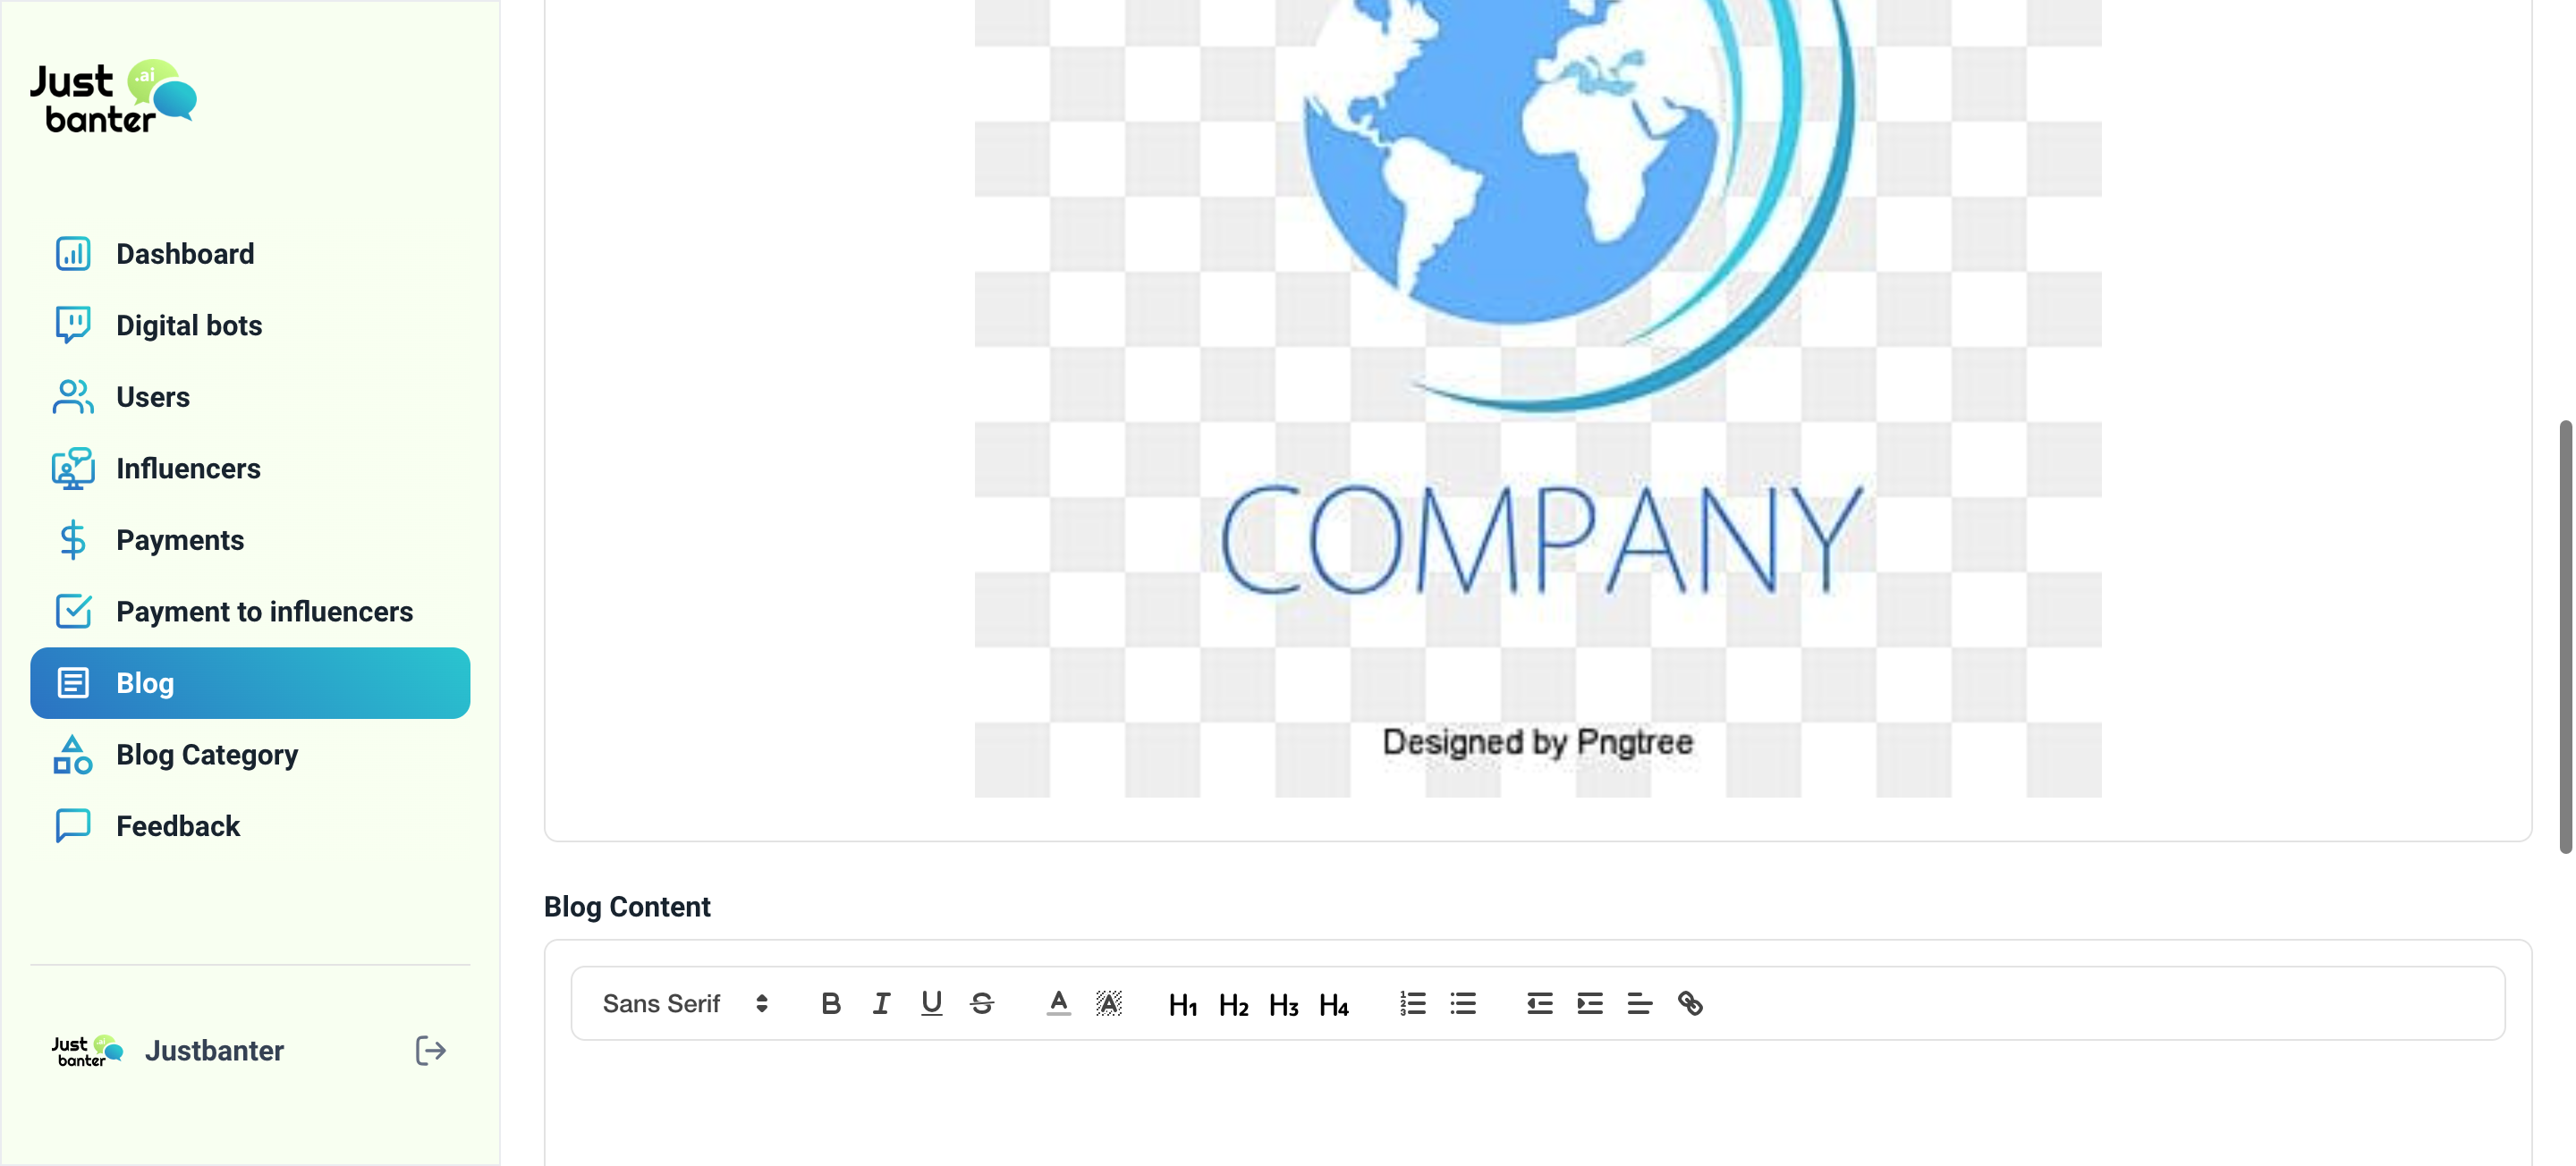 Just .ai
banter
Dashboard
Digital bots
Users
Influencers
Payments
Payment to influencers
Blog
Blog Category
Feedback
Just .ai
banter
Justbanter
COMPANY
Designed by Pngtree
Blog Content
Sans Serif B I U S A A H1 H2 H3 H4